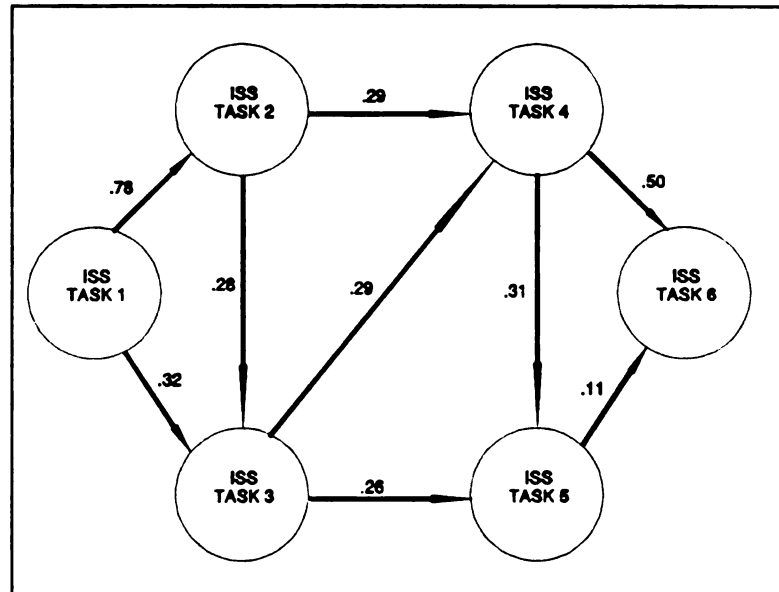 ISS
TASK 2
.29
ISS
TASK 4
.78
.50
ISS
TASK 1
.28
.29
.31
ISS
TASK 6
.32
.11
ISS
TASK 3
.26
ISS
TASK 5